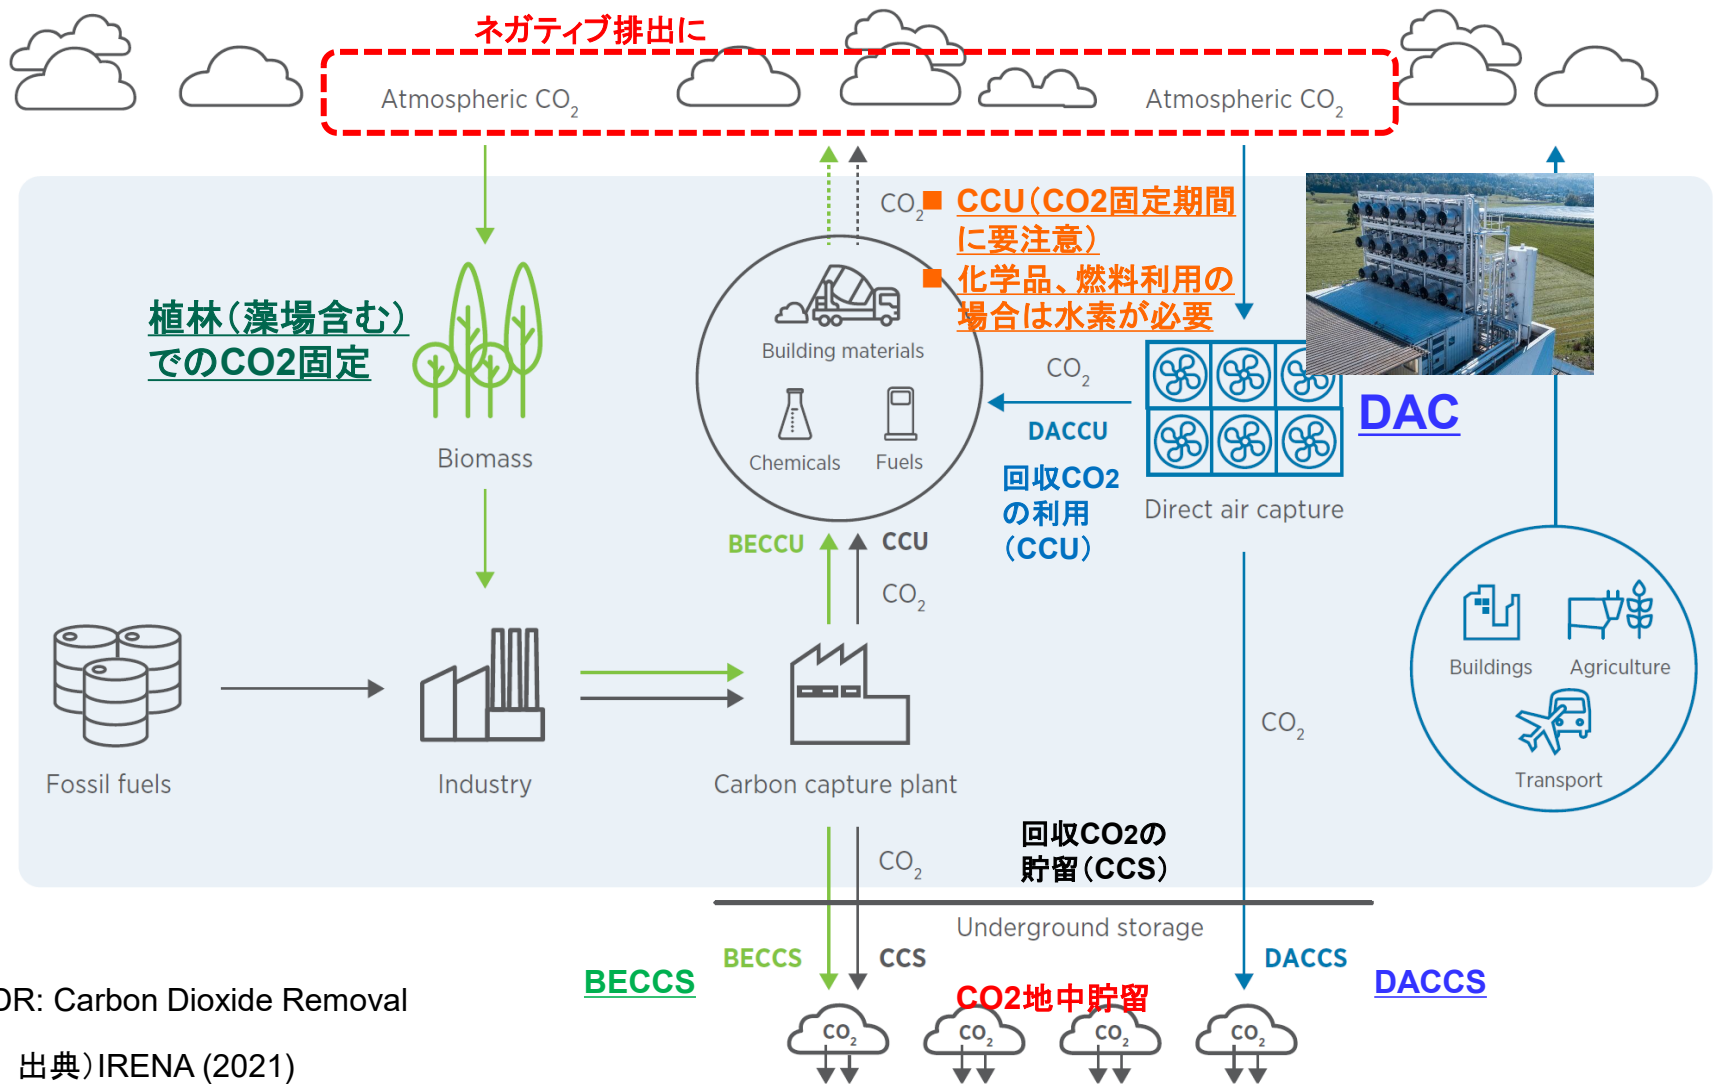 ネガティブ排出に
Atmospheric CO2
Atmospheric CO2
CO2
■ CCU（CO2固定期間
に要注意）
■ 化学品、燃料利用の
場合は水素が必要
植林（藻場含む）
でのCO2固定
Building materials
Chemicals
Fuels
CO2
DACCU
DAC
回収CO2
の利用
（CCU）
Direct air capture
Biomass
BECCU
CCU
CO2
Buildings
Agriculture
Transport
CO2
Fossil fuels
Industry
Carbon capture plant
CO2
回収CO2の
貯留（CCS）
Underground storage
BECCS
CCS
DACCS
BECCS
DACCS
CO2地中貯留
CO2
CO2
CO2
CO2
DR: Carbon Dioxide Removal
出典）IRENA (2021)